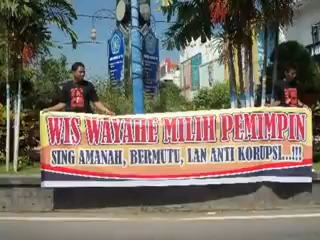 WIS WAYAHE MILIH PEMIMPIN
SING AMANAH, BERMUTU, LAN ANTI KORUPSI...!!!